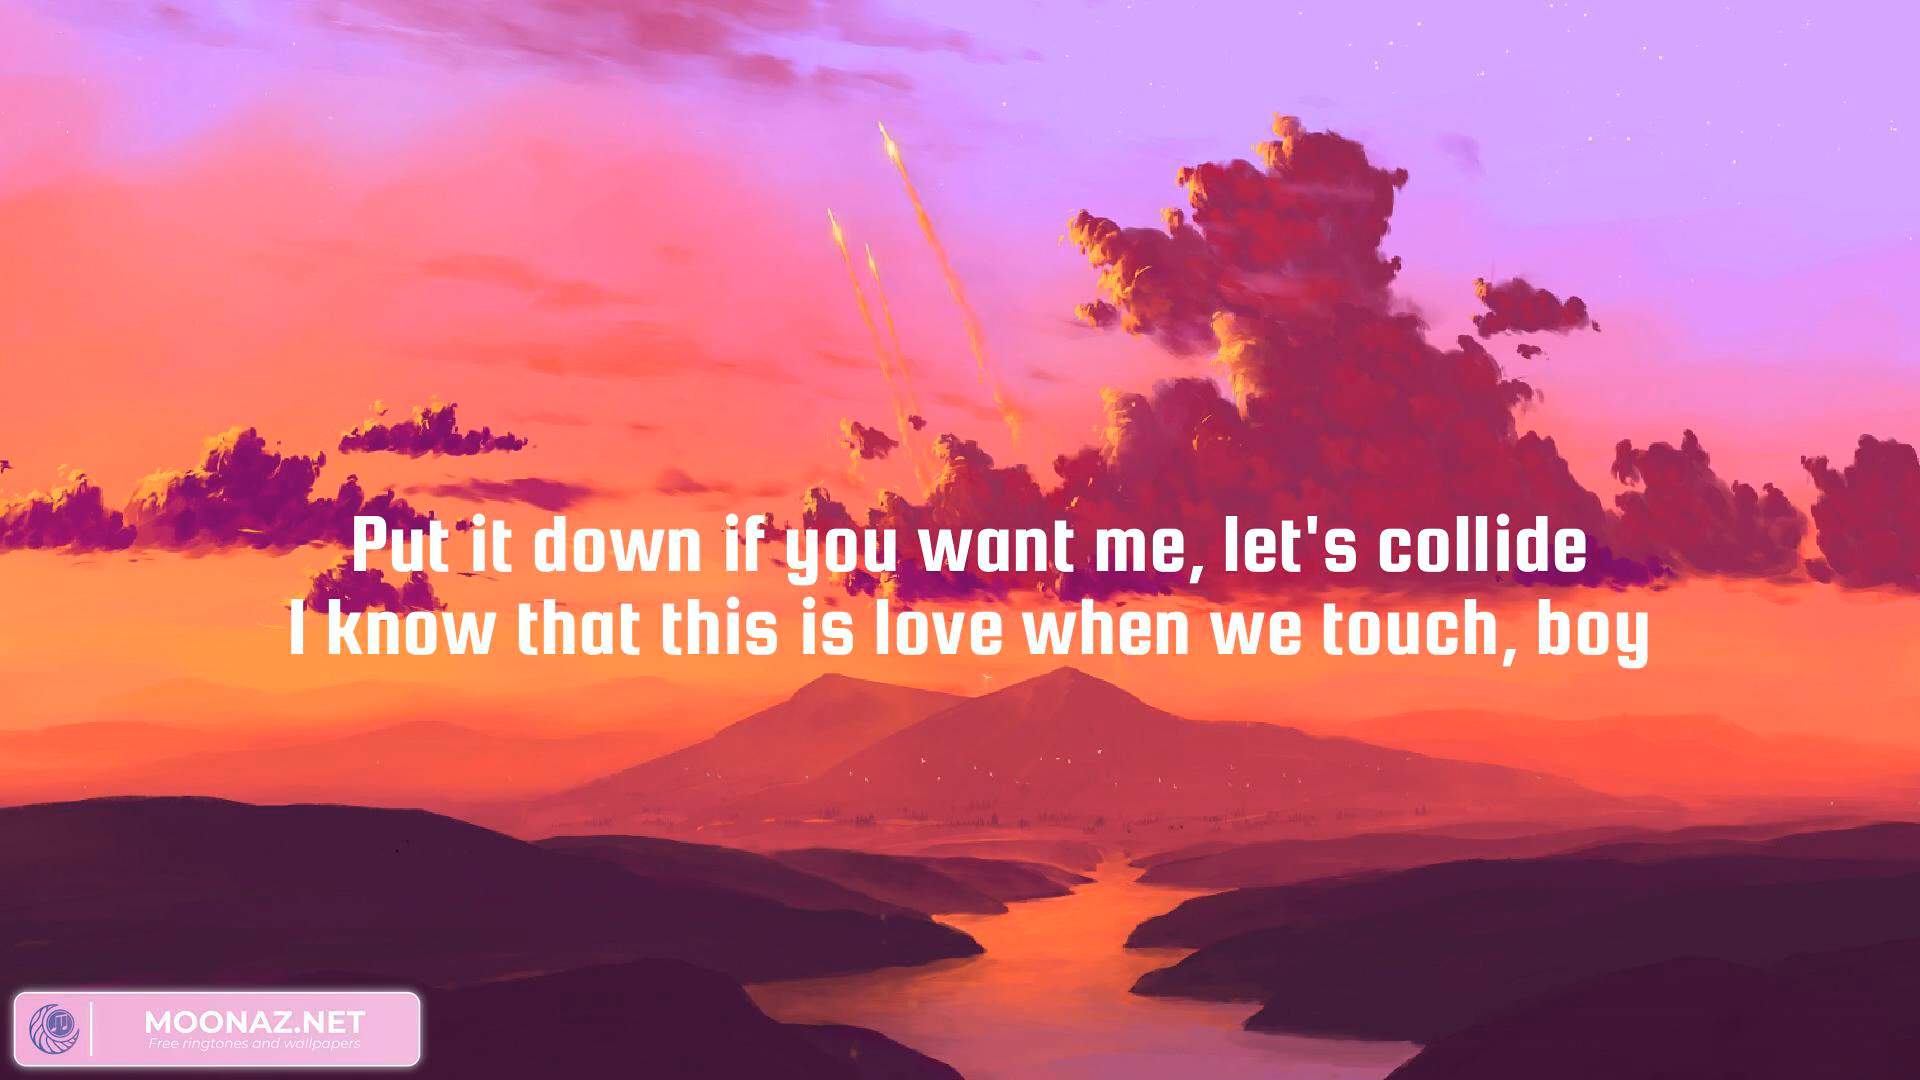 Put it down if you want me, let's collide
I know that this is love when we touch, boy
MOONAZ.NET
Free ringtones and wallpapers